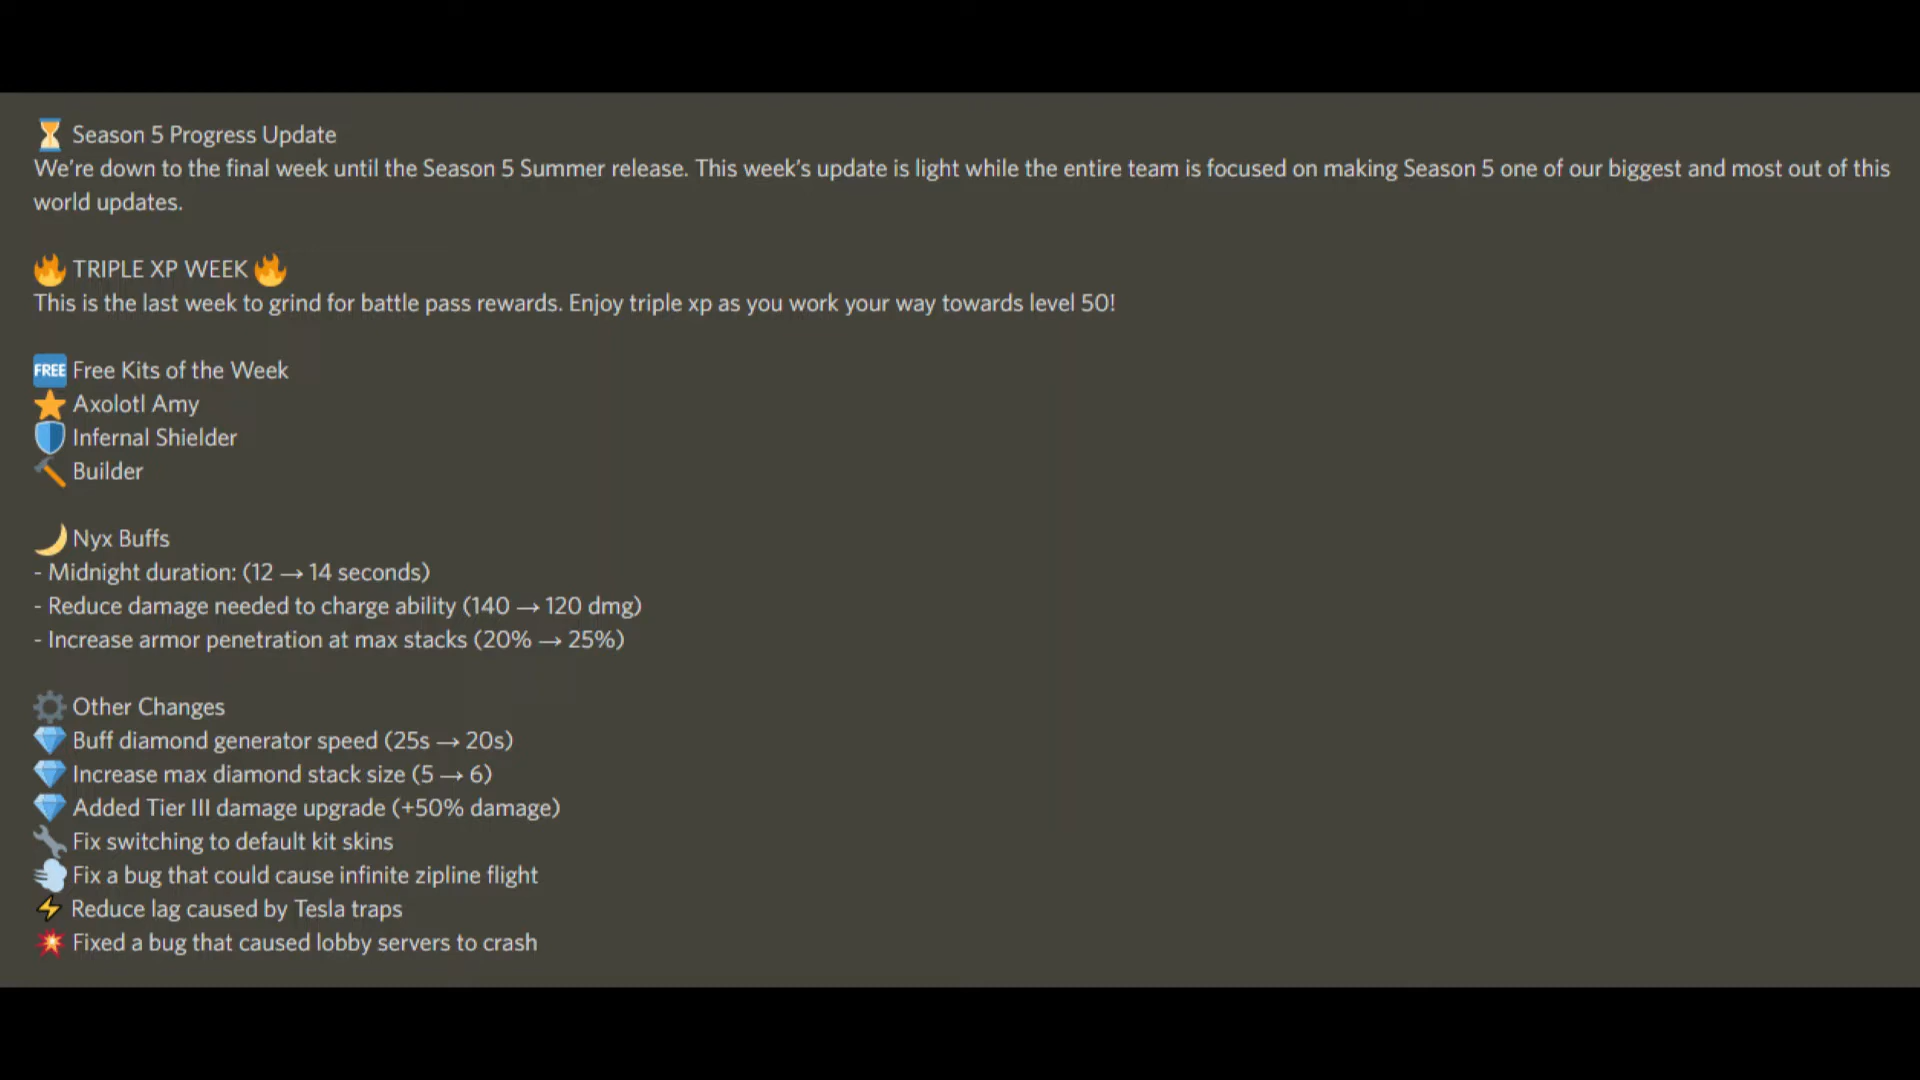 ⏳ Season 5 Progress Update
We’re down to the final week until the Season 5 Summer release. This week’s update is light while the entire team is focused on making Season 5 one of our biggest and most out of this
world updates.
🔥 TRIPLE XP WEEK 🔥
This is the last week to grind for battle pass rewards. Enjoy triple xp as you work your way towards level 50!
🆓 Free Kits of the Week
⭐ Axolotl Amy
🛡️ Infernal Shielder
🔨 Builder
🌙 Nyx Buffs
- Midnight duration: (12 → 14 seconds)
- Reduce damage needed to charge ability (140 → 120 dmg)
- Increase armor penetration at max stacks (20% → 25%)
⚙️ Other Changes
💎 Buff diamond generator speed (25s → 20s)
💎 Increase max diamond stack size (5 → 6)
💎 Added Tier III damage upgrade (+50% damage)
🔧 Fix switching to default kit skins
💨 Fix a bug that could cause infinite zipline flight
⚡ Reduce lag caused by Tesla traps
💥 Fixed a bug that caused lobby servers to crash